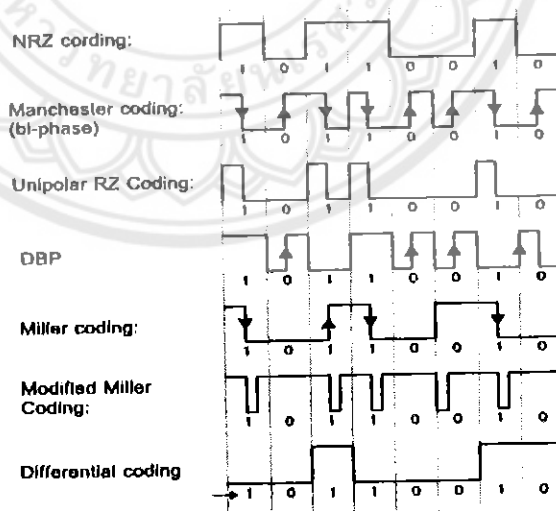 NRZ cording:
1 0 1 1 0 0 1 0
Manchester coding:
(bi-phase)
1 0 1 1 0 0 1 0
Unipolar RZ Coding:
1 0 1 1 0 0 1 0
DBP
1 0 1 1 0 0 1 0
Miller coding:
1 0 1 1 0 0 1 0
Modified Miller
Coding:
1 0 1 1 0 0 1 0
Differential coding
1 0 1 1 0 0 1 0